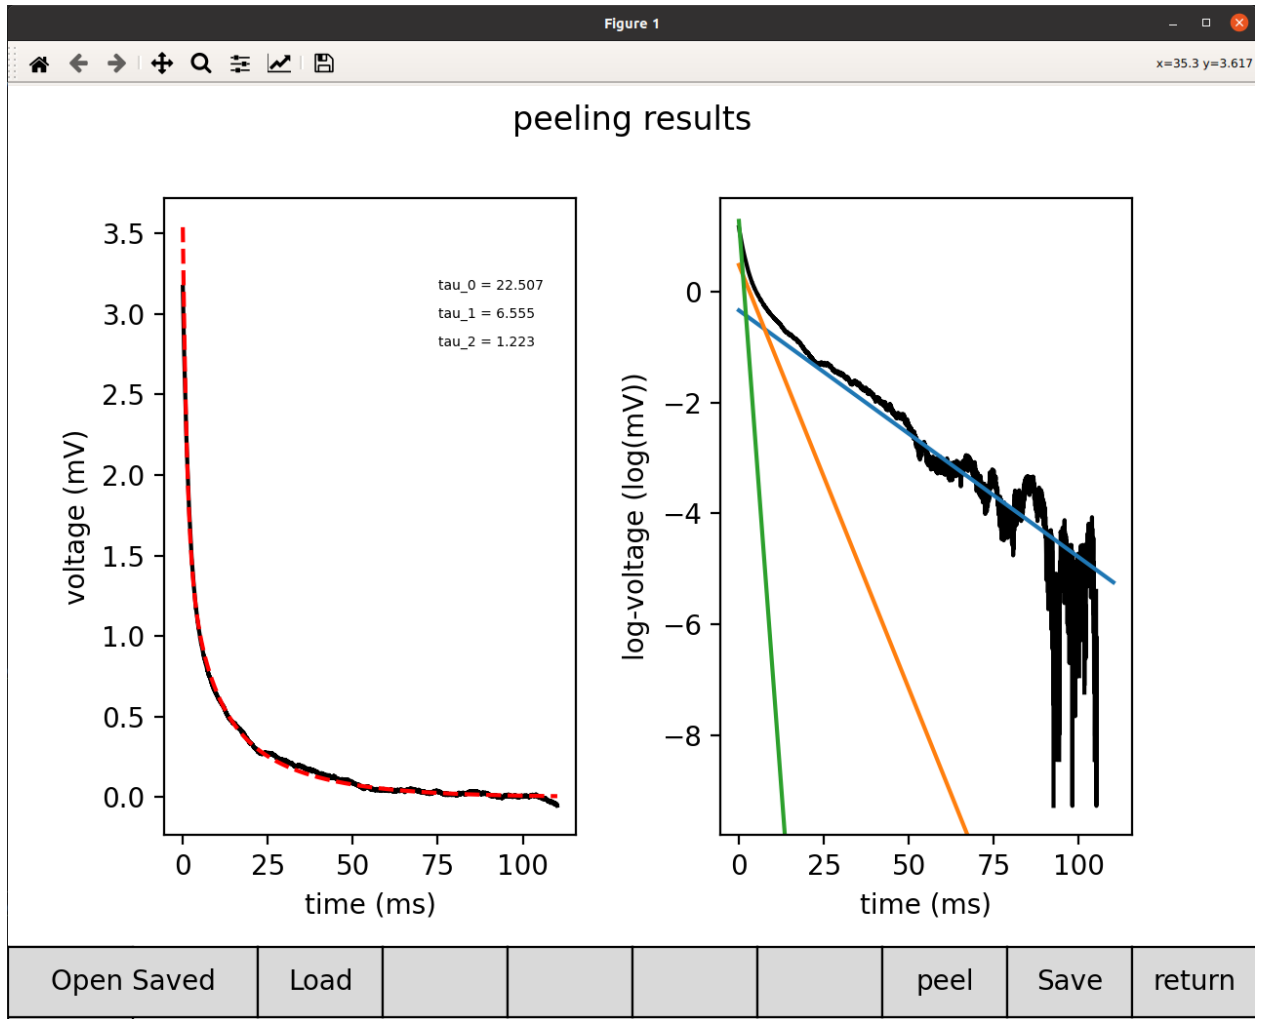 Figure 1
x=35.3 y=3.617
peeling results
3.5
3.0
2.5
2.0
1.5
1.0
0.5
0.0
voltage (mV)
tau_0 = 22.507
tau_1 = 6.555
tau_2 = 1.223
0 25 50 75 100
time (ms)
0
−2
−4
−6
−8
log-voltage (log(mV))
0 25 50 75 100
time (ms)
Open Saved Load peel Save return